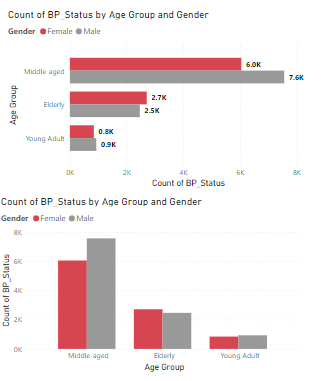 Count of BP_Status by Age Group and Gender
Gender Female Male
Middle-aged
6.0K
7.6K
Elderly
2.7K
2.5K
Young Adult
0.8K
0.9K
Age Group
0K 2K 4K 6K 8K
Count of BP_Status
Count of BP_Status by Age Group and Gender
Gender Female Male
Count of BP_Status
8K
6K
4K
2K
0K
Middle-aged Elderly Young Adult
Age Group